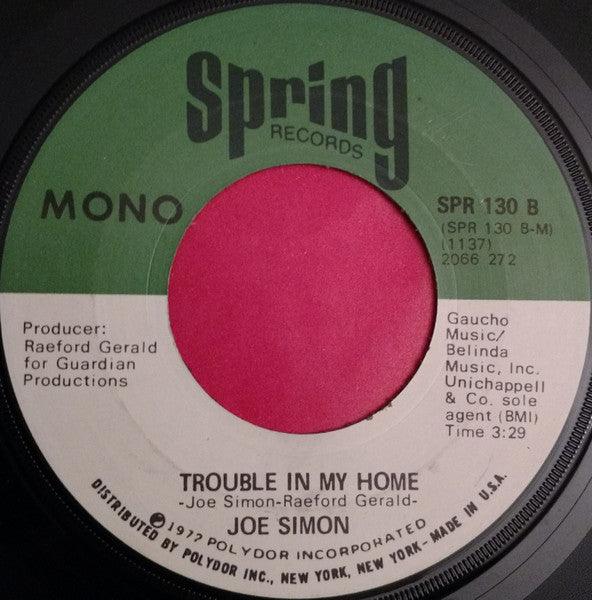 Spring
RECORDS
MONO
SPR 130 B
(SPR 130 B-M)
(1137)
2066 272
Producer:
Raeford Gerald
for Guardian
Productions
Gaucho
Music/
Belinda
Music, Inc.
Unichappell
& Co. sole
agent (BMI)
Time 3:29
TROUBLE IN MY HOME
-Joe Simon-Raeford Gerald-
JOE SIMON
℗ 1972 POLYDOR INCORPORATED
DISTRIBUTED BY POLYDOR INC., NEW YORK, NEW YORK - MADE IN U.S.A.